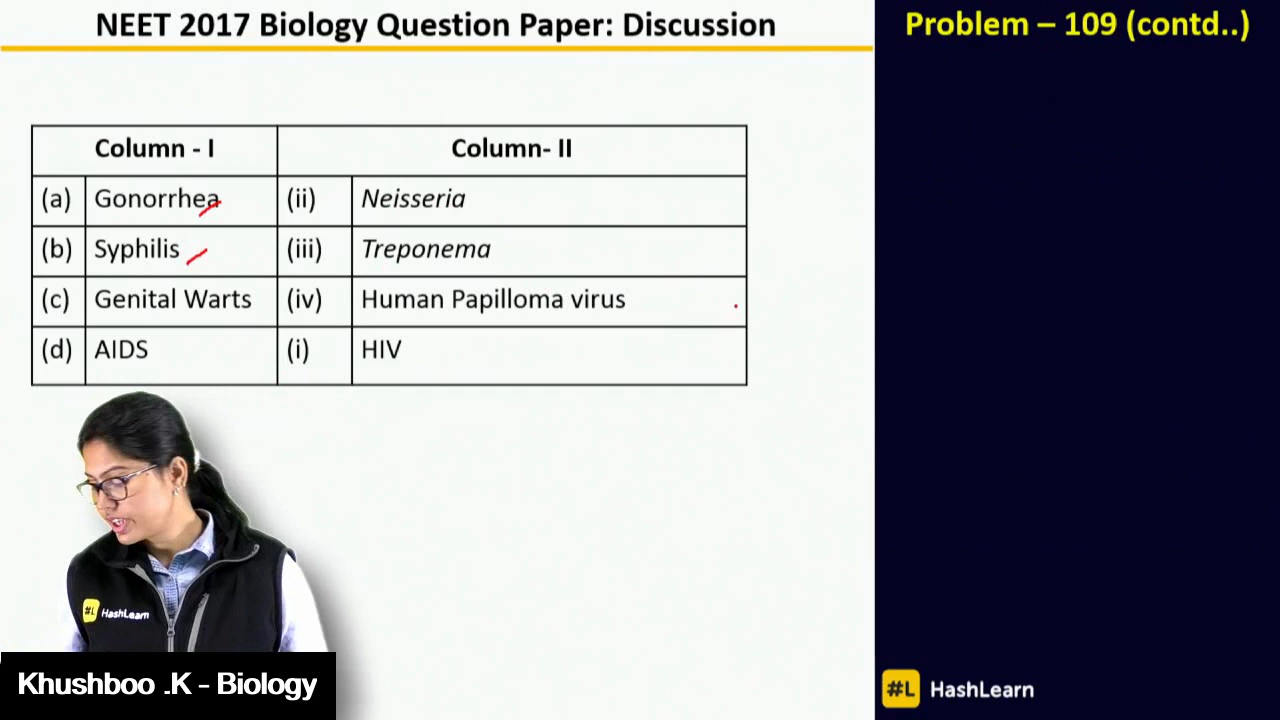 NEET 2017 Biology Question Paper: Discussion
Problem – 109 (contd..)
Column - I Column- II
(a) Gonorrhea (ii) Neisseria
(b) Syphilis (iii) Treponema
(c) Genital Warts (iv) Human Papilloma virus
(d) AIDS (i) HIV
#L HashLearn
Khushboo .K – Biology
#L HashLearn